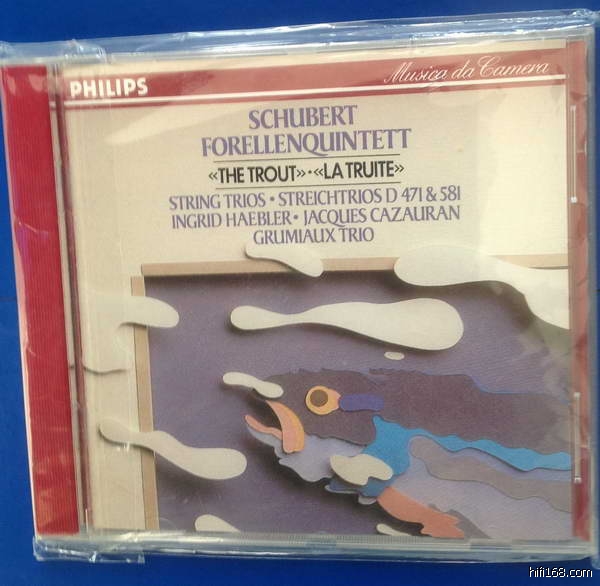 PHILIPS
Musica da Camera
SCHUBERT
FORELLENQUINTETT
«THE TROUT»·«LA TRUITE»
STRING TRIOS • STREICHTRIOS D 471 & 581
INGRID HAEBLER • JACQUES CAZAURAN
GRUMIAUX TRIO
hifi168.com